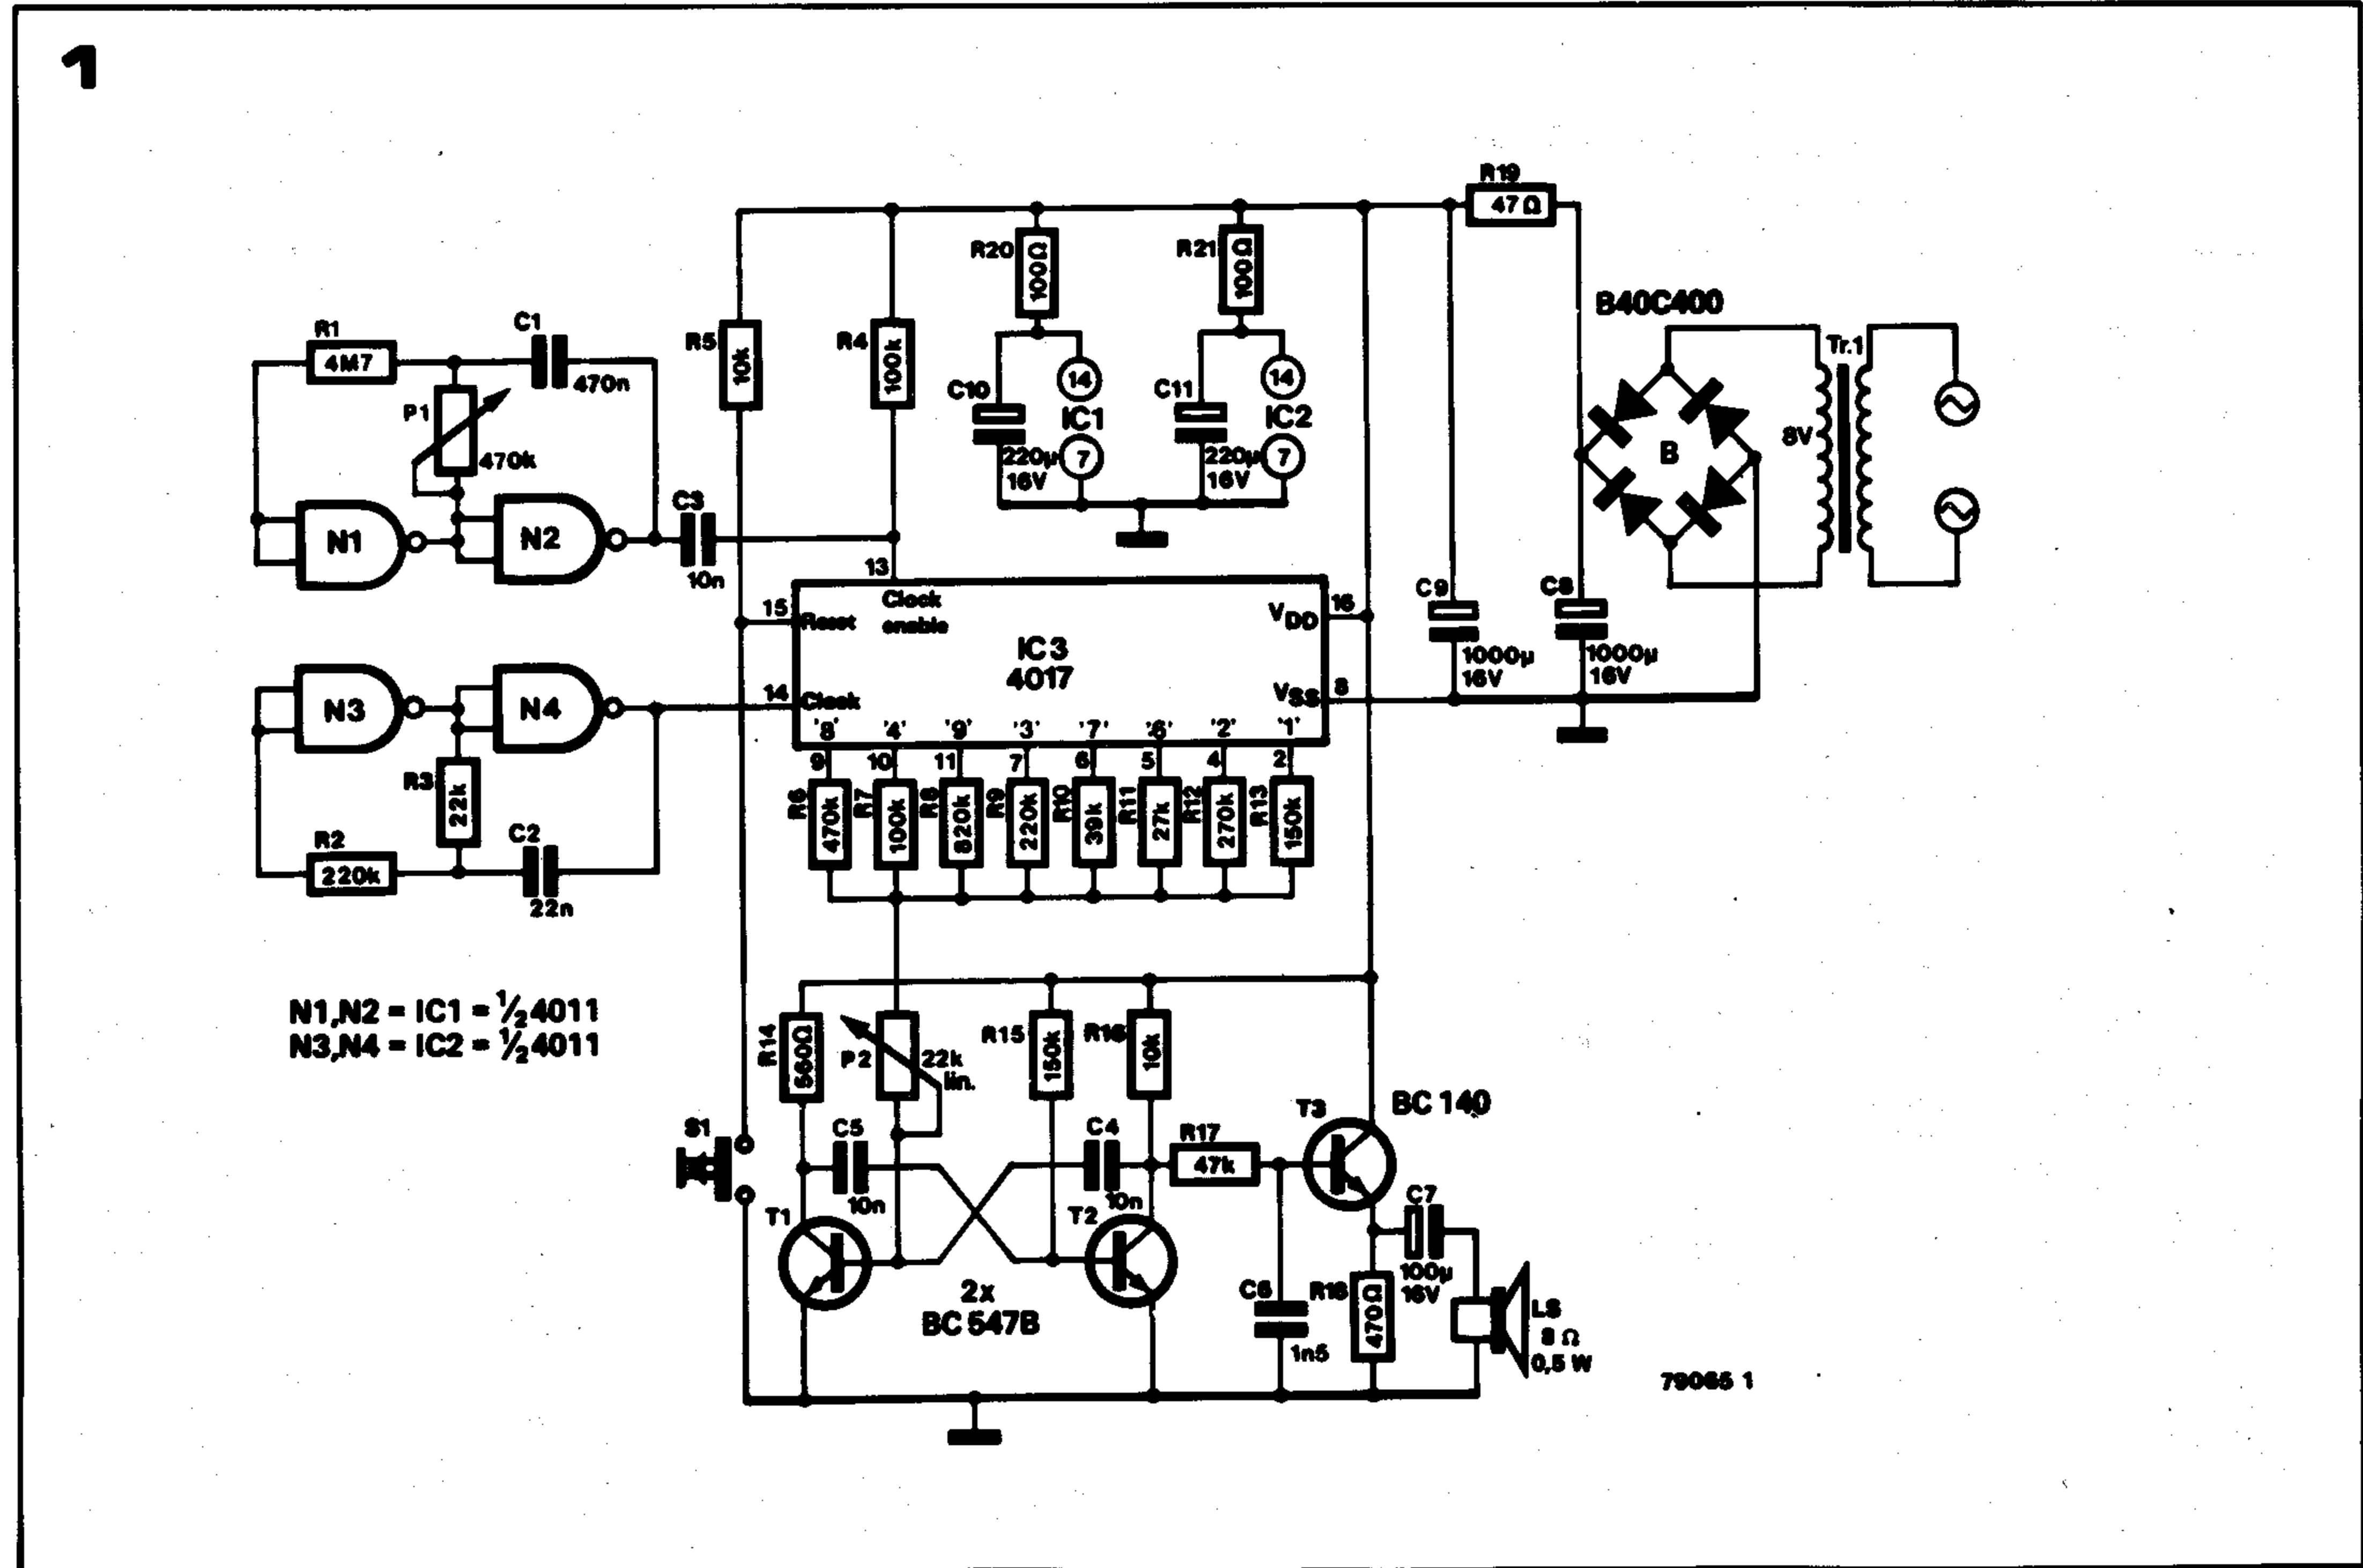 1
R19
47Ω
R20
100Ω
R21
100Ω
B40C400
R1
4M7
C1
470n
R5
10k
R4
100k
C10
220µ
16V
14
IC1
7
C11
220µ
16V
14
IC2
7
Tr.1
8V
B
P1
470k
N1
N2
C3
10n
13
Clock
enable
15
Reset
VDD
16
IC3
4017
C9
1000µ
16V
C8
1000µ
16V
N3
N4
14
Clock
VSS
8
'8' '4' '9' '3' '7' '6' '2' '1'
9 10 11 7 6 5 4 2
R6 470k
R7 100k
R8 820k
R9 220k
R10 39k
R11 27k
R12 270k
R13 150k
R3
22k
R2
220k
C2
22n
N1,N2 = IC1 = ½ 4011
N3,N4 = IC2 = ½ 4011
R14
560Ω
P2
22k
lin.
R15
150k
R16
10k
BC 140
T3
S1
C5
10n
C4
10n
R17
47k
T1
T2
C7
100µ
16V
2x
BC 547B
C6
1n5
R18
470Ω
LS
8 Ω
0,5 W
79065 1